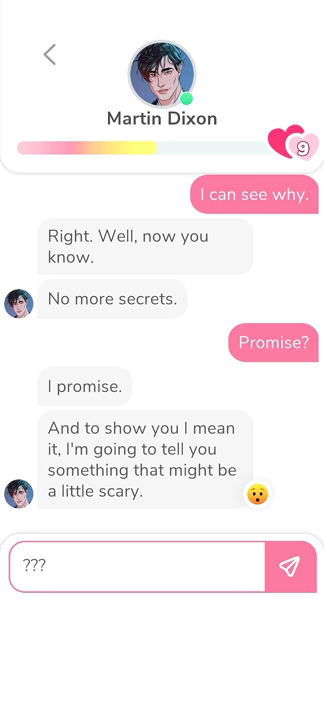 Martin Dixon
9
I can see why.
Right. Well, now you
know.
No more secrets.
Promise?
I promise.
And to show you I mean
it, I'm going to tell you
something that might be
a little scary.
???